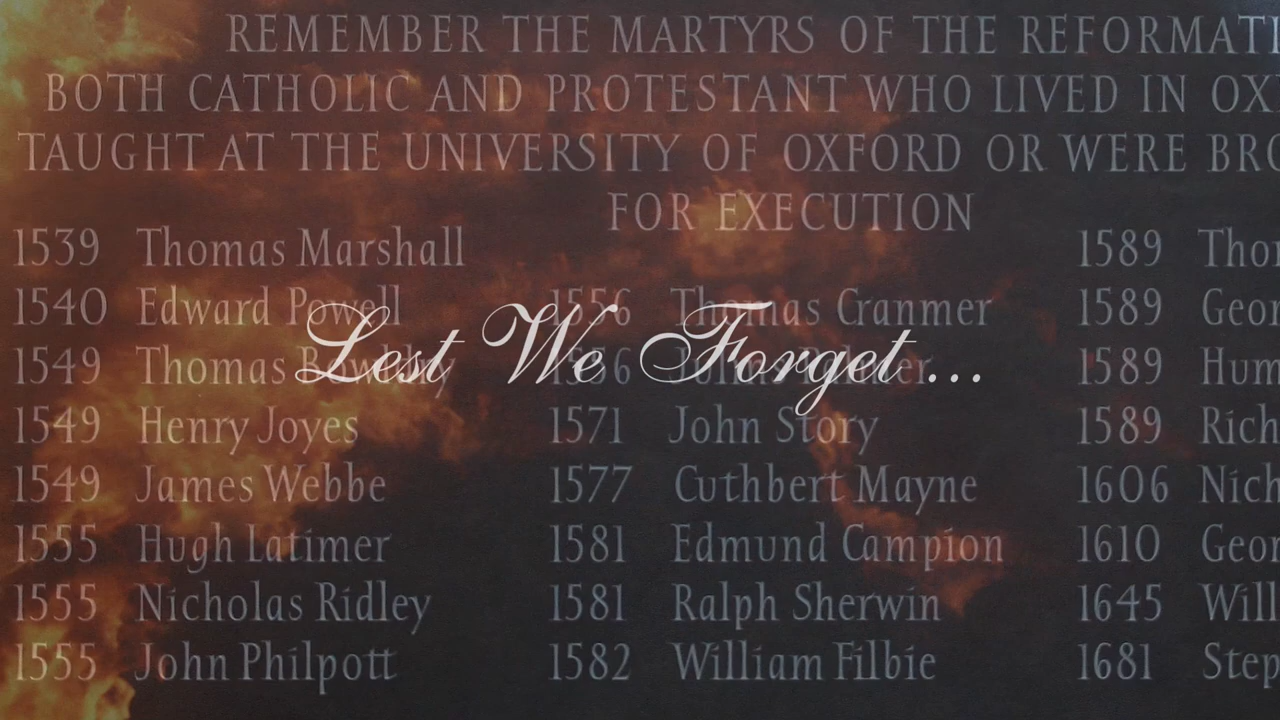 REMEMBER THE MARTYRS OF THE REFORMATI
BOTH CATHOLIC AND PROTESTANT WHO LIVED IN OX
TAUGHT AT THE UNIVERSITY OF OXFORD OR WERE BRO
FOR EXECUTION
1539 Thomas Marshall
1540 Edward Powell
1549 Thomas
1549 Henry Joyes
1549 James Webbe
1555 Hugh Latimer
1555 Nicholas Ridley
1555 John Philpott
1556 Thomas Cranmer
1556
1571 John Story
1577 Cuthbert Mayne
1581 Edmund Campion
1581 Ralph Sherwin
1582 William Filbie
1589 Tho
1589 Geor
1589 Hum
1589 Rich
1606 Nich
1610 Geor
1645 Will
1681 Step
Lest We Forget ...